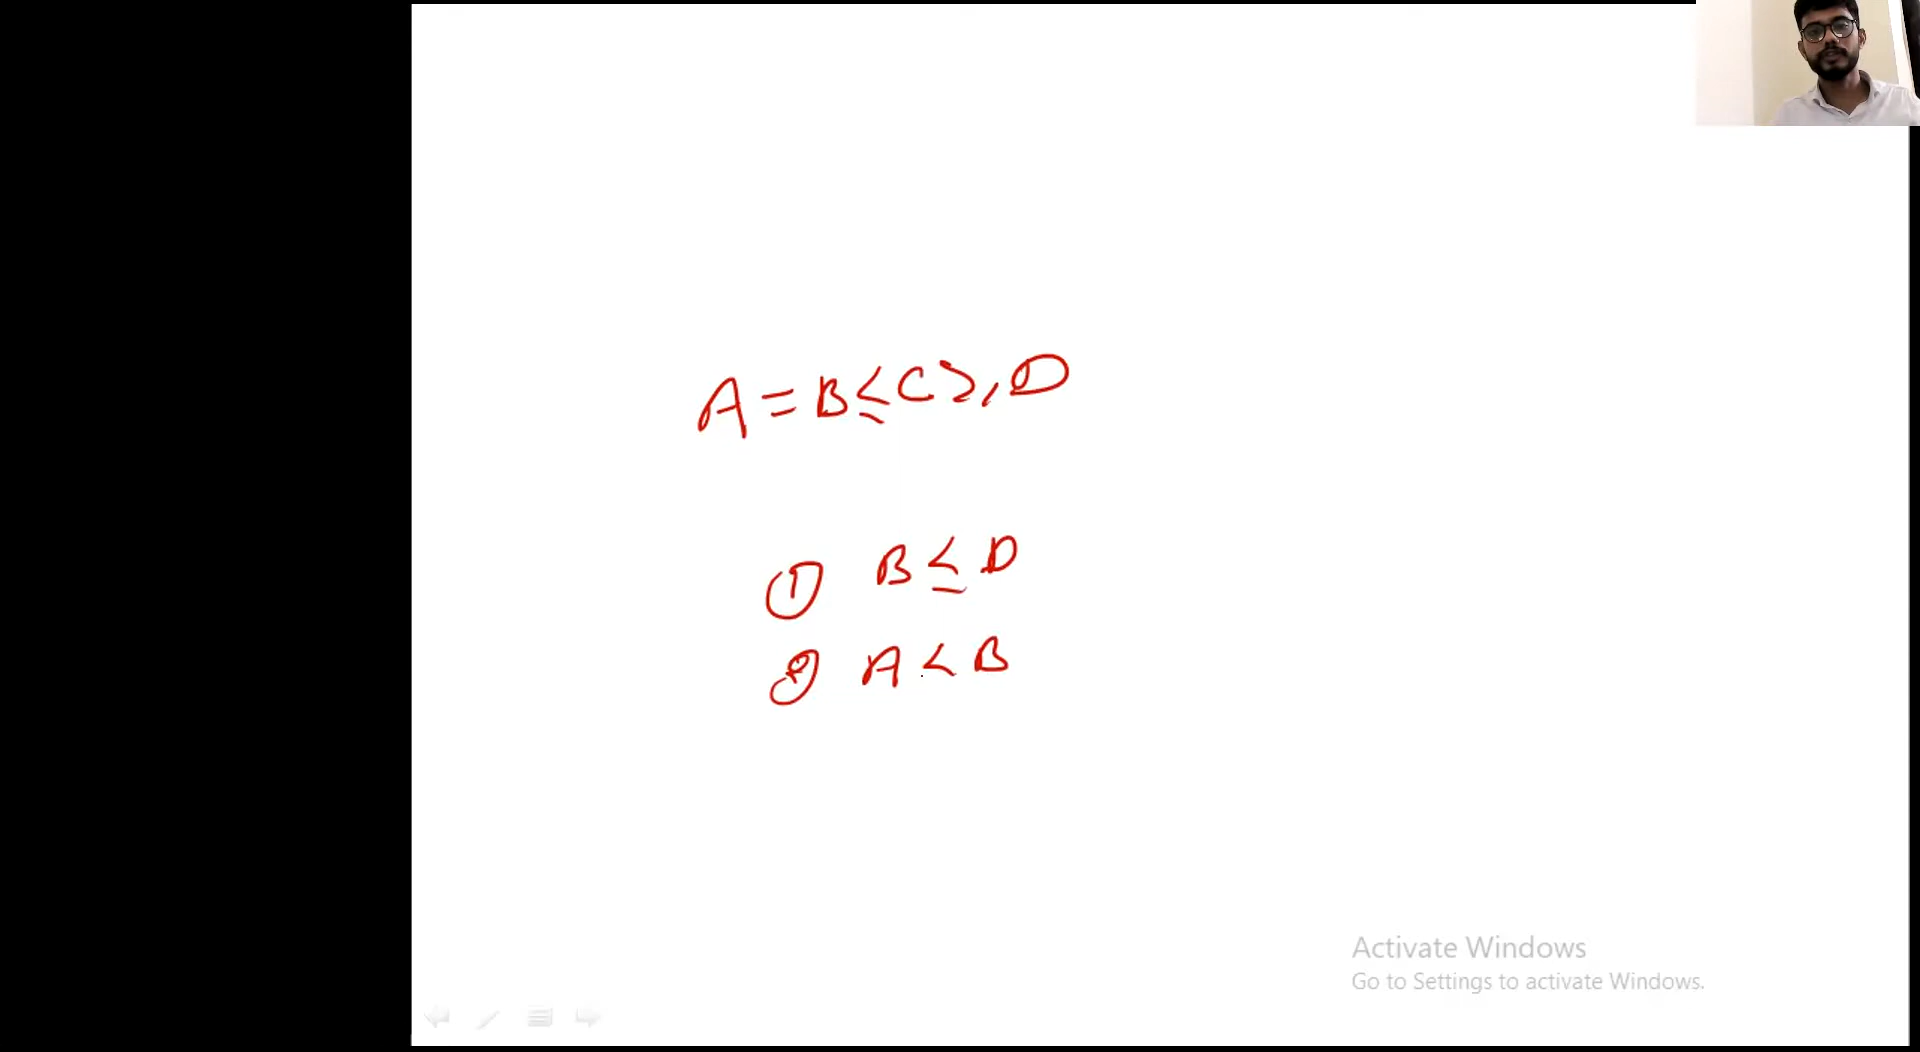 A = B ≤ C ≥ D
① B ≤ D
② A < B
Activate Windows
Go to Settings to activate Windows.